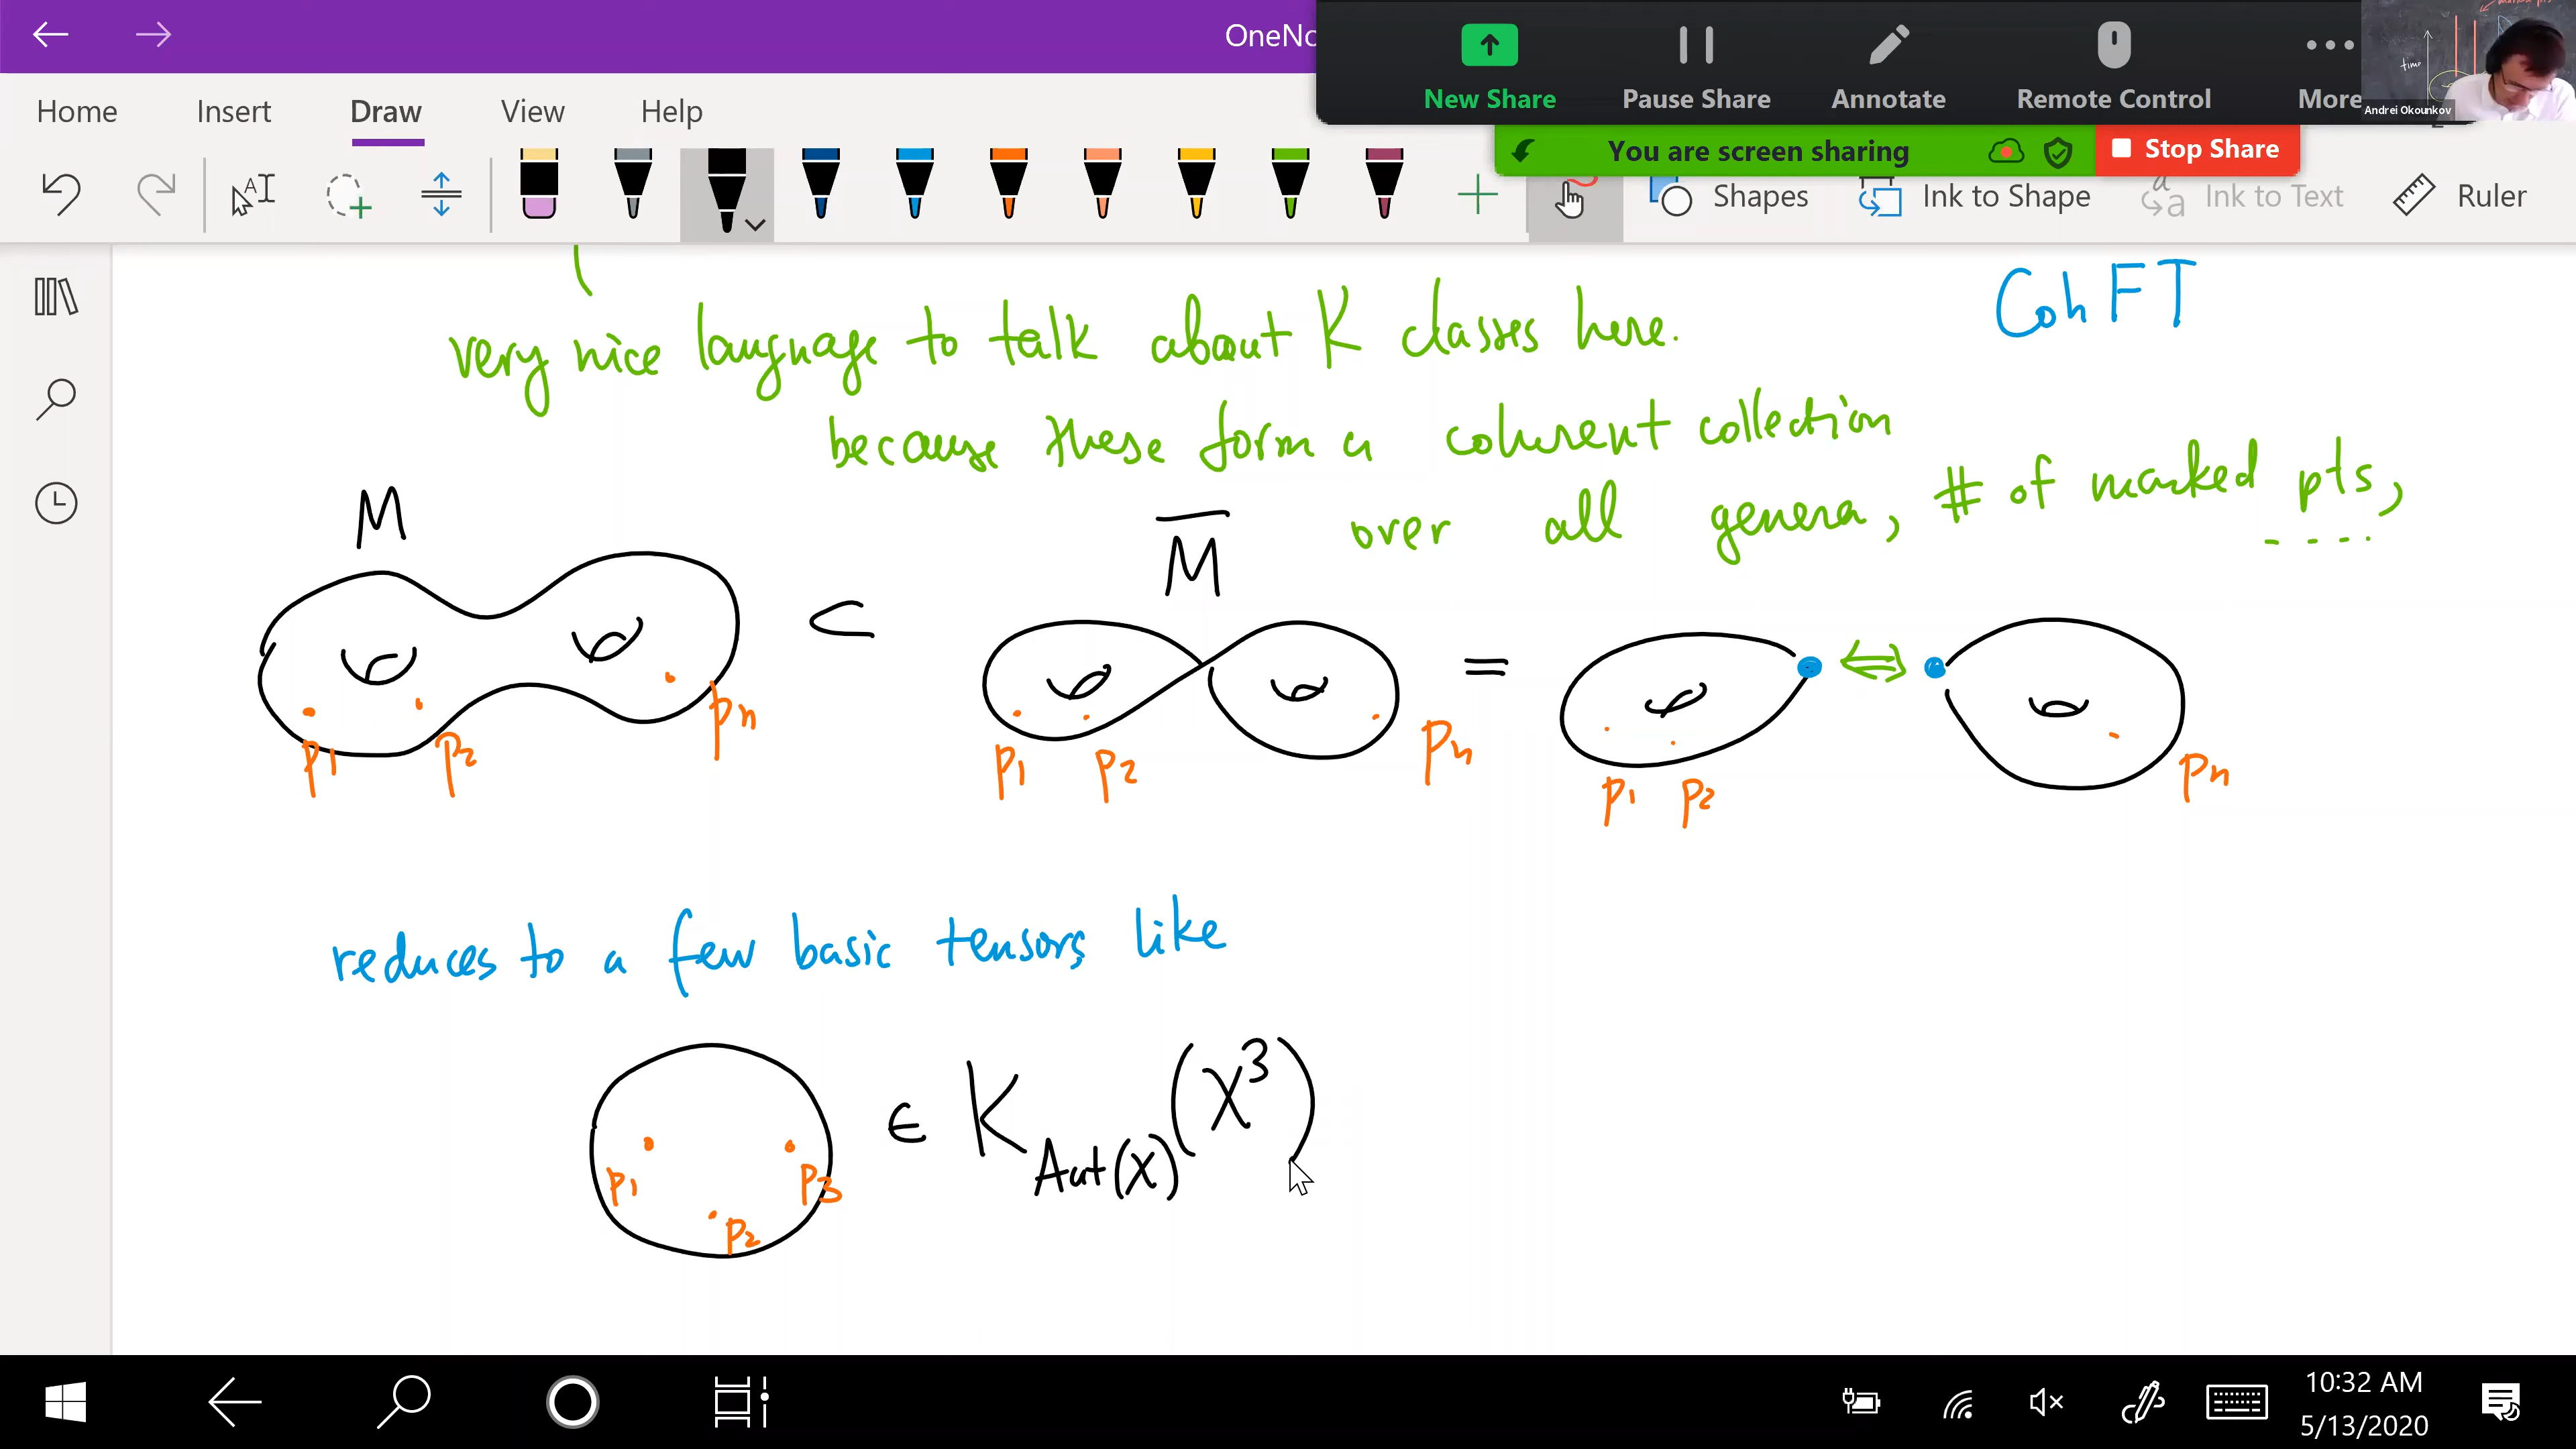 OneNo
New Share
Pause Share
Annotate
Remote Control
More
time
Andrei Okounkov
Home Insert Draw View Help
You are screen sharing
Stop Share
Shapes
Ink to Shape
Ink to Text
Ruler
CohFT
very nice language to talk about K classes here.
because these form a coherent collection
over all genera, # of marked pts, ....
M
M̅
⊂
=
p1 p2 pn
p1 p2 pn
p1 p2 pn
reduces to a few basic tensors like
p1 p2 p3
∈ K_Aut(X) (X³)
10:32 AM
5/13/2020